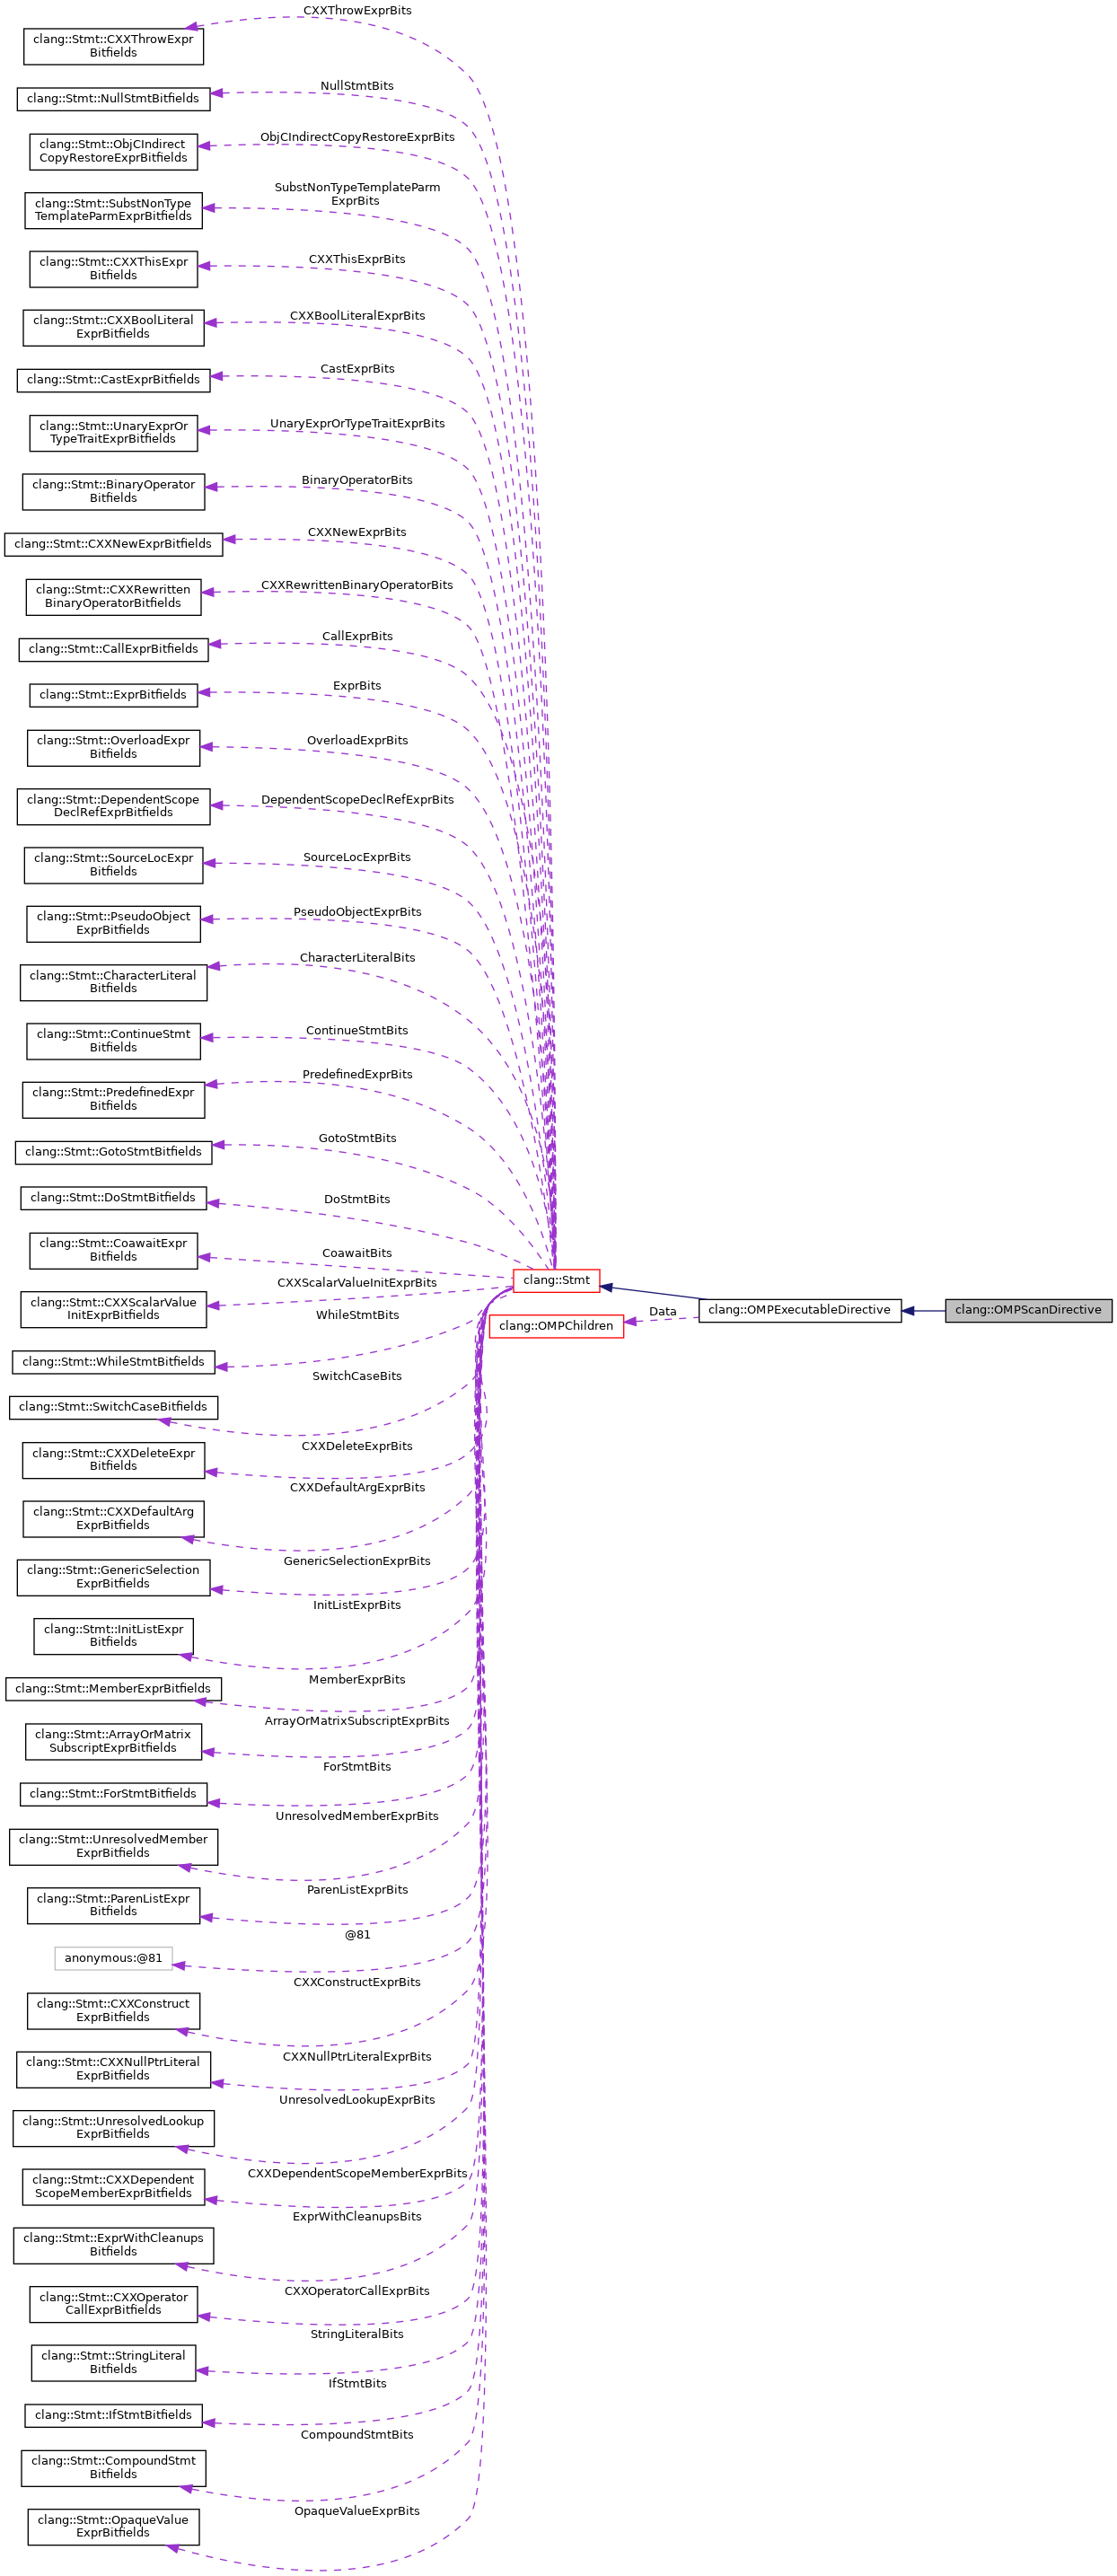 CXXThrowExprBits
clang::Stmt::CXXThrowExpr
Bitfields
NullStmtBits
clang::Stmt::NullStmtBitfields
ObjCIndirectCopyRestoreExprBits
clang::Stmt::ObjCIndirect
CopyRestoreExprBitfields
SubstNonTypeTemplateParm
ExprBits
clang::Stmt::SubstNonType
TemplateParmExprBitfields
CXXThisExprBits
clang::Stmt::CXXThisExpr
Bitfields
CXXBoolLiteralExprBits
clang::Stmt::CXXBoolLiteral
ExprBitfields
CastExprBits
clang::Stmt::CastExprBitfields
UnaryExprOrTypeTraitExprBits
clang::Stmt::UnaryExprOr
TypeTraitExprBitfields
BinaryOperatorBits
clang::Stmt::BinaryOperator
Bitfields
CXXNewExprBits
clang::Stmt::CXXNewExprBitfields
CXXRewrittenBinaryOperatorBits
clang::Stmt::CXXRewritten
BinaryOperatorBitfields
CallExprBits
clang::Stmt::CallExprBitfields
ExprBits
clang::Stmt::ExprBitfields
OverloadExprBits
clang::Stmt::OverloadExpr
Bitfields
DependentScopeDeclRefExprBits
clang::Stmt::DependentScope
DeclRefExprBitfields
SourceLocExprBits
clang::Stmt::SourceLocExpr
Bitfields
PseudoObjectExprBits
clang::Stmt::PseudoObject
ExprBitfields
CharacterLiteralBits
clang::Stmt::CharacterLiteral
Bitfields
ContinueStmtBits
clang::Stmt::ContinueStmt
Bitfields
PredefinedExprBits
clang::Stmt::PredefinedExpr
Bitfields
GotoStmtBits
clang::Stmt::GotoStmtBitfields
DoStmtBits
clang::Stmt::DoStmtBitfields
CoawaitBits
clang::Stmt::CoawaitExpr
Bitfields
clang::Stmt
CXXScalarValueInitExprBits
clang::Stmt::CXXScalarValue
InitExprBitfields
Data
clang::OMPExecutableDirective
clang::OMPScanDirective
clang::OMPChildren
WhileStmtBits
clang::Stmt::WhileStmtBitfields
SwitchCaseBits
clang::Stmt::SwitchCaseBitfields
CXXDeleteExprBits
clang::Stmt::CXXDeleteExpr
Bitfields
CXXDefaultArgExprBits
clang::Stmt::CXXDefaultArg
ExprBitfields
GenericSelectionExprBits
clang::Stmt::GenericSelection
ExprBitfields
InitListExprBits
clang::Stmt::InitListExpr
Bitfields
MemberExprBits
clang::Stmt::MemberExprBitfields
ArrayOrMatrixSubscriptExprBits
clang::Stmt::ArrayOrMatrix
SubscriptExprBitfields
ForStmtBits
clang::Stmt::ForStmtBitfields
UnresolvedMemberExprBits
clang::Stmt::UnresolvedMember
ExprBitfields
ParenListExprBits
clang::Stmt::ParenListExpr
Bitfields
@81
anonymous:@81
CXXConstructExprBits
clang::Stmt::CXXConstruct
ExprBitfields
CXXNullPtrLiteralExprBits
clang::Stmt::CXXNullPtrLiteral
ExprBitfields
UnresolvedLookupExprBits
clang::Stmt::UnresolvedLookup
ExprBitfields
CXXDependentScopeMemberExprBits
clang::Stmt::CXXDependent
ScopeMemberExprBitfields
ExprWithCleanupsBits
clang::Stmt::ExprWithCleanups
Bitfields
CXXOperatorCallExprBits
clang::Stmt::CXXOperator
CallExprBitfields
StringLiteralBits
clang::Stmt::StringLiteral
Bitfields
IfStmtBits
clang::Stmt::IfStmtBitfields
CompoundStmtBits
clang::Stmt::CompoundStmt
Bitfields
OpaqueValueExprBits
clang::Stmt::OpaqueValue
ExprBitfields